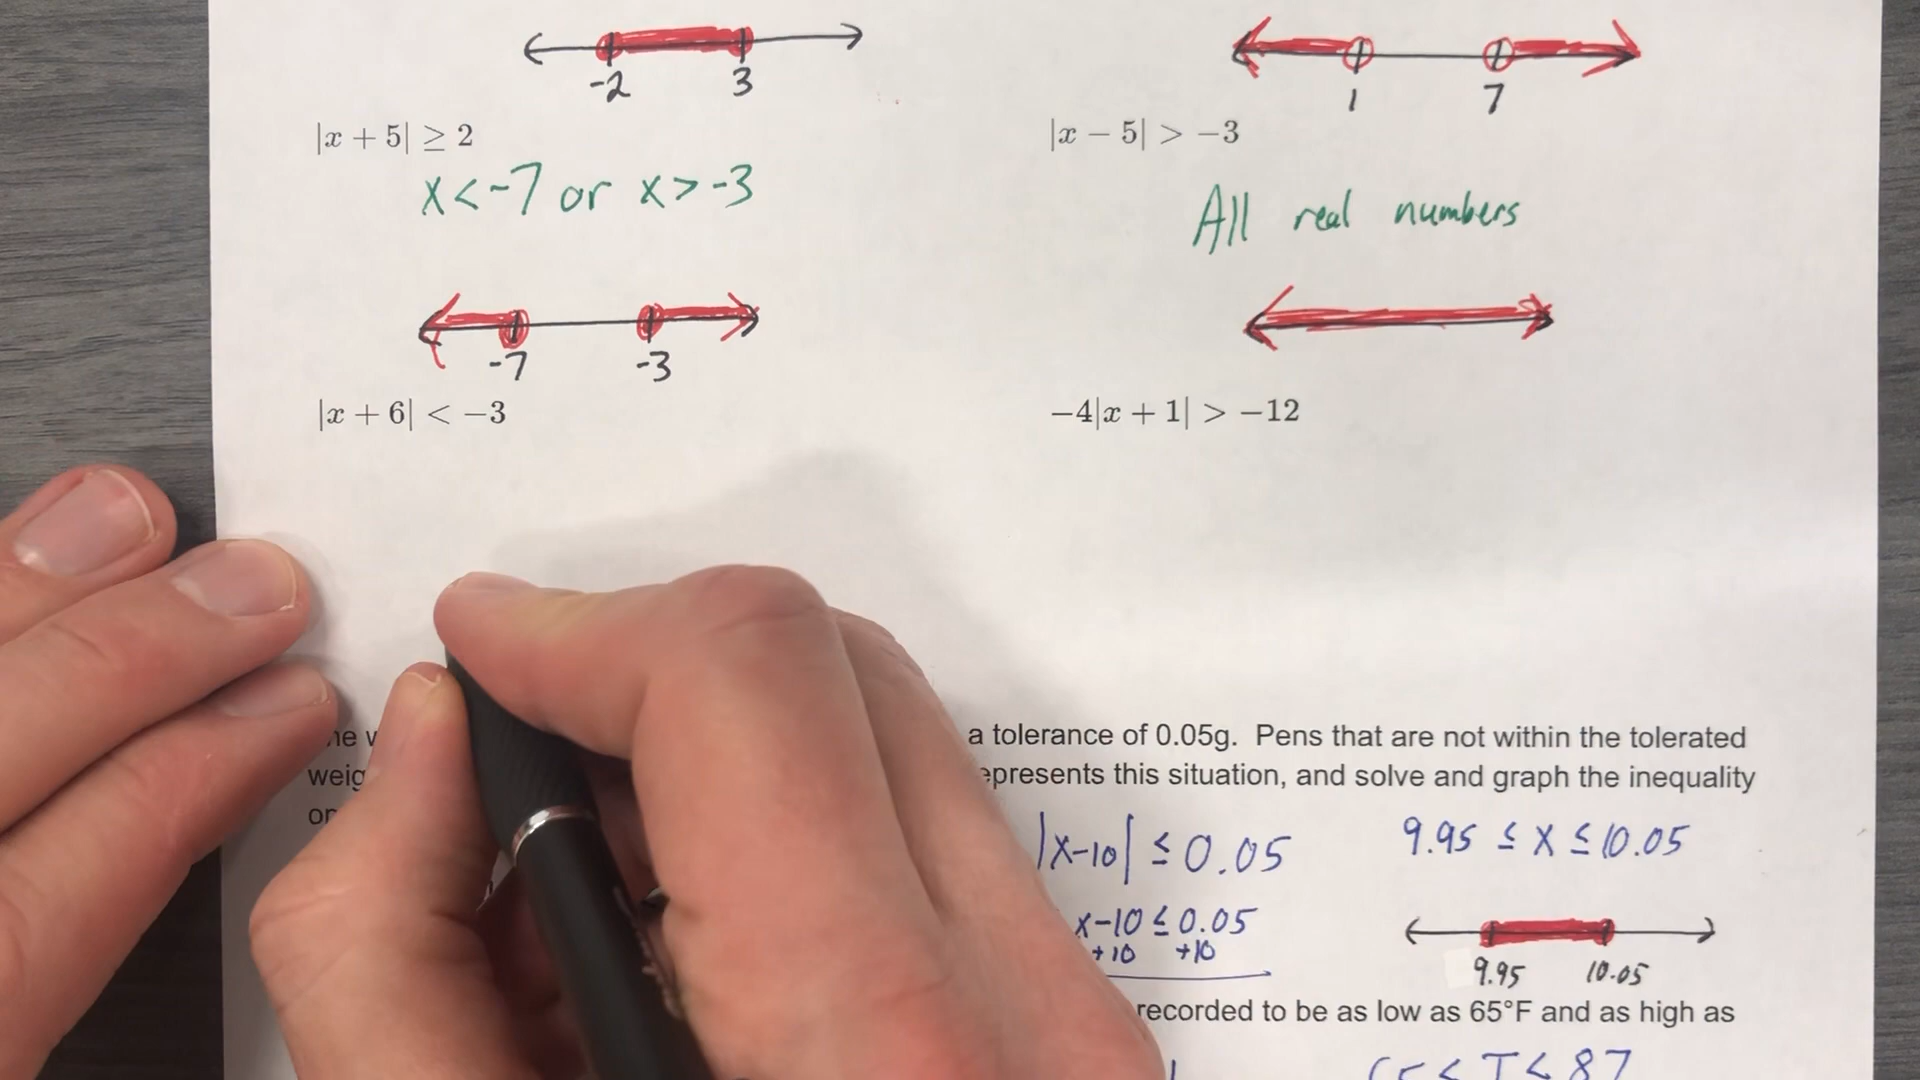 -2 3
1 7
|x + 5| ≥ 2
|x − 5| > −3
x < -7 or x > -3
All real numbers
-7 -3
|x + 6| < −3
−4|x + 1| > −12
a tolerance of 0.05g. Pens that are not within the tolerated
weig epresents this situation, and solve and graph the inequality
|x-10| ≤ 0.05
9.95 ≤ x ≤ 10.05
x-10 ≤ 0.05
+10 +10
9.95 10.05
recorded to be as low as 65°F and as high as